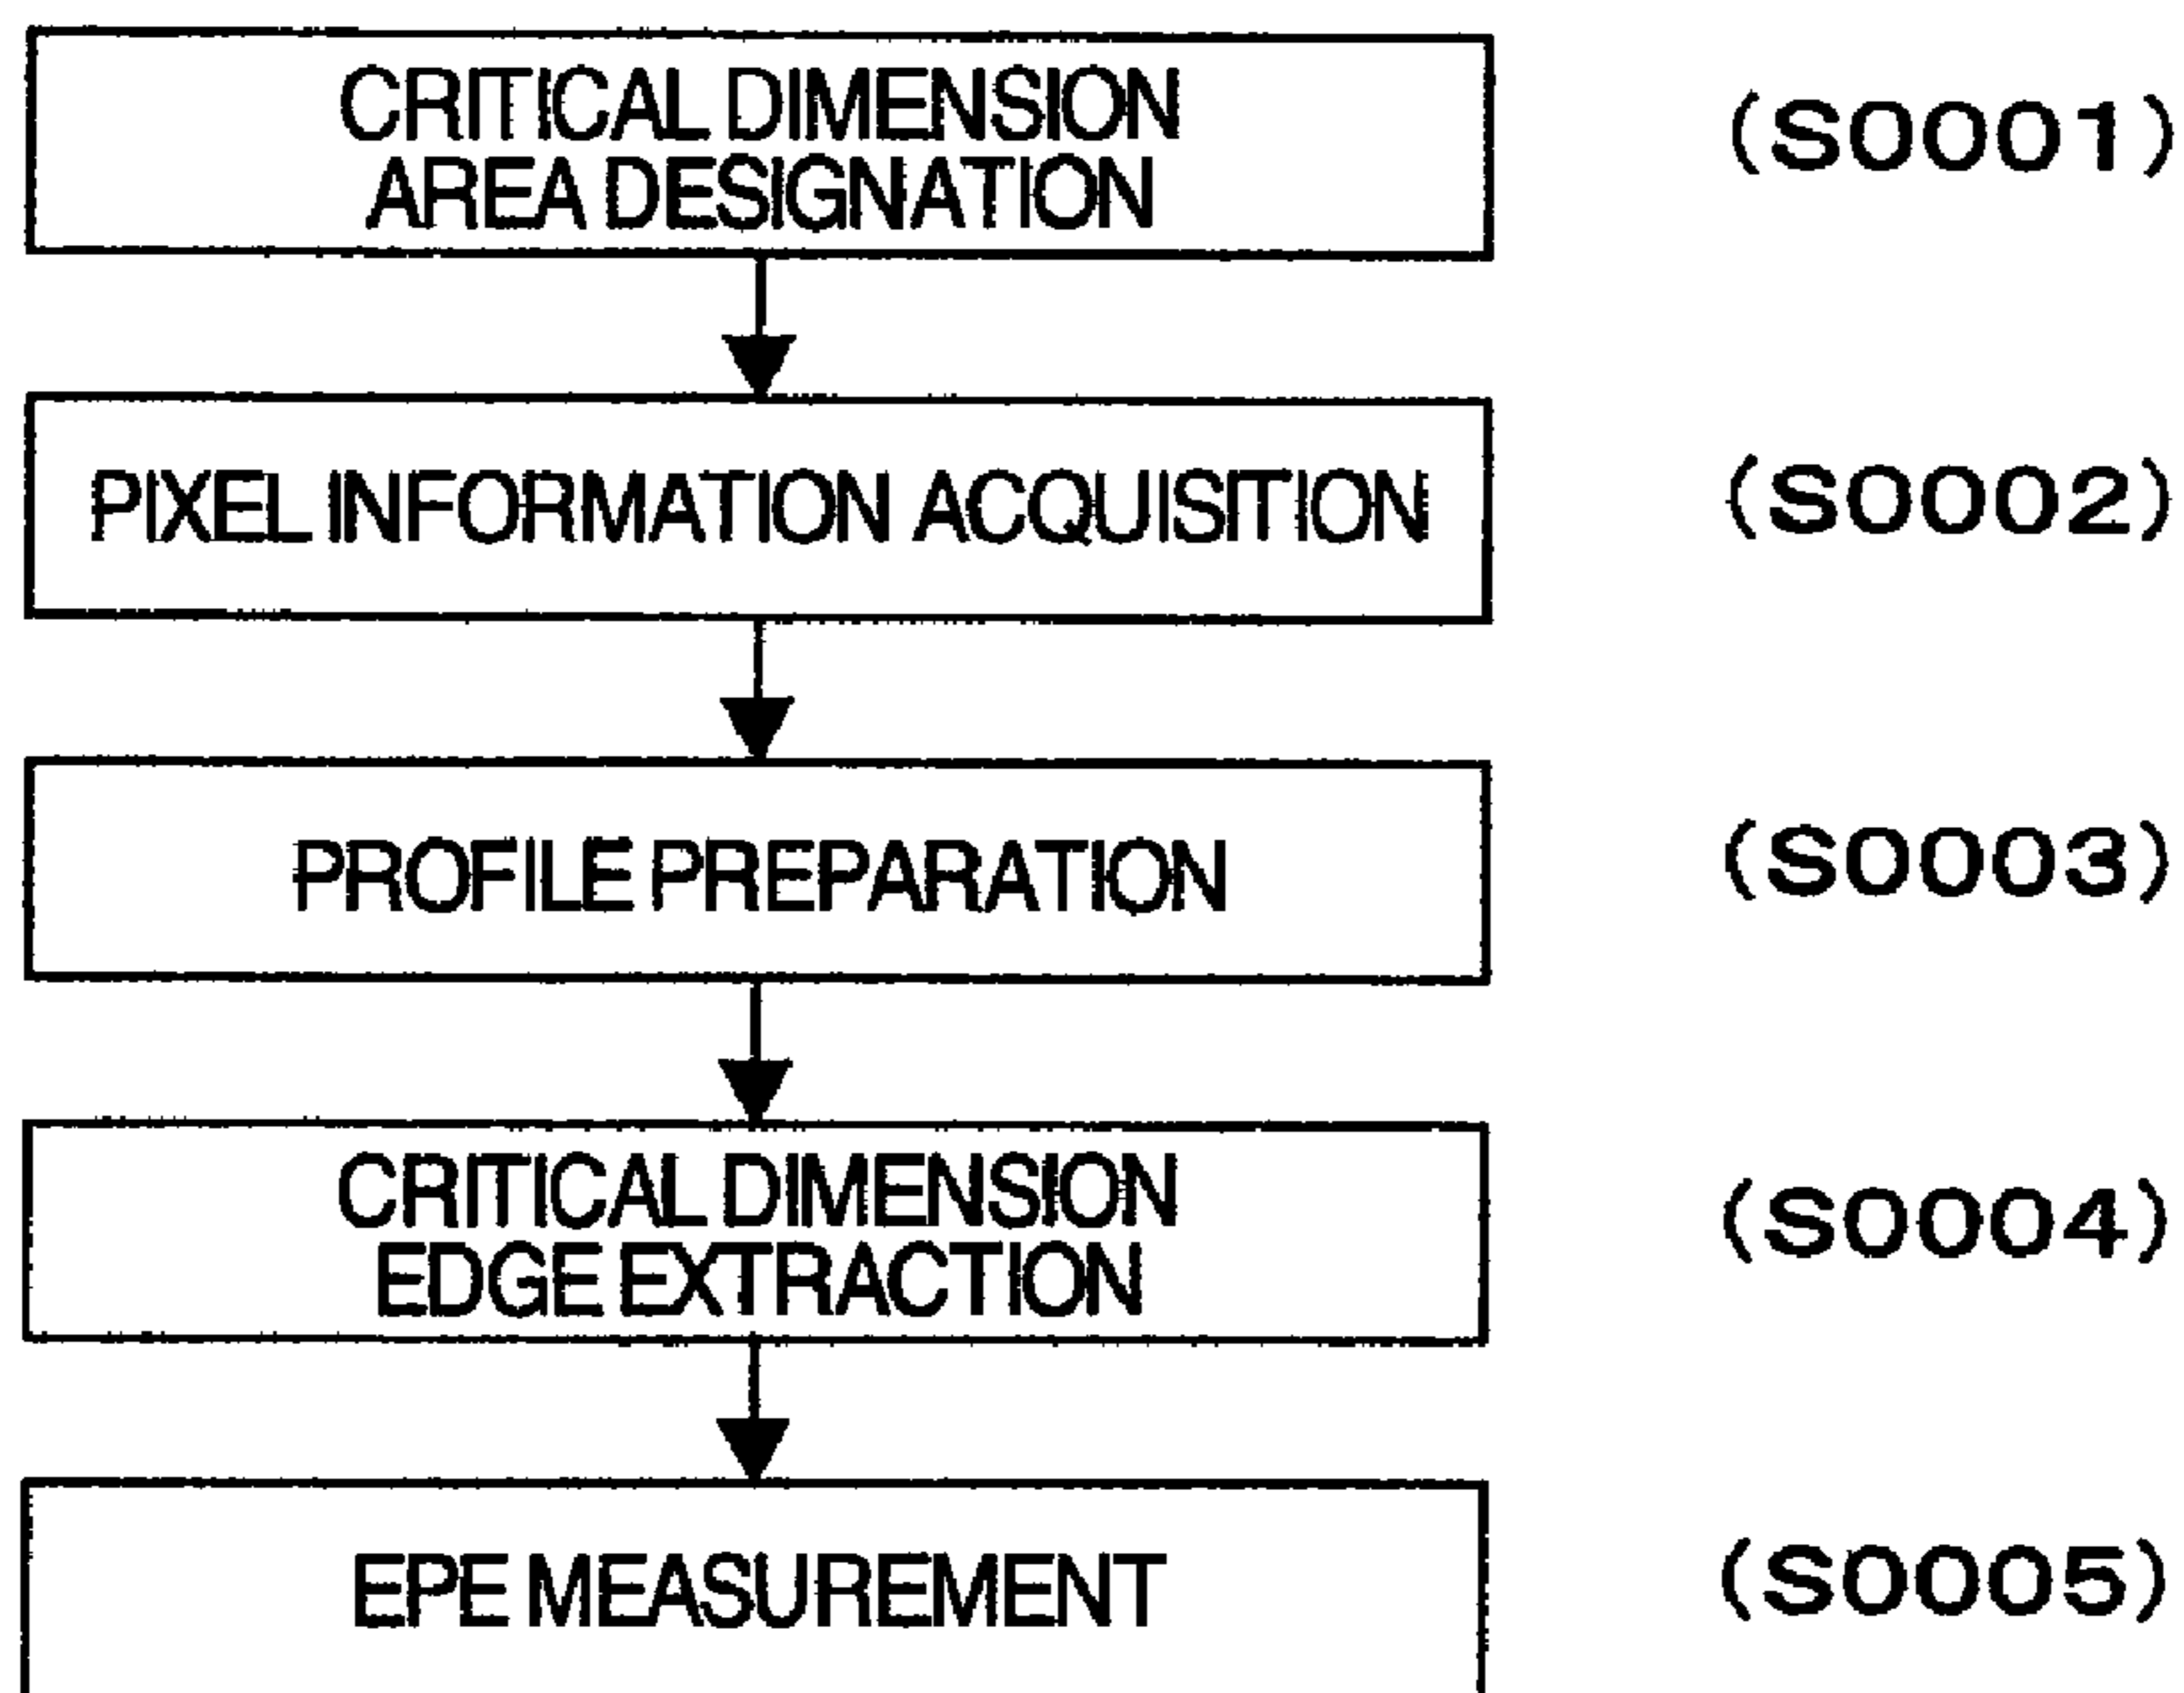 CRITICAL DIMENSION
AREA DESIGNATION
(S0001)
PIXEL INFORMATION ACQUISITION
(S0002)
PROFILE PREPARATION
(S0003)
CRITICAL DIMENSION
EDGE EXTRACTION
(S0004)
EPE MEASUREMENT
(S0005)